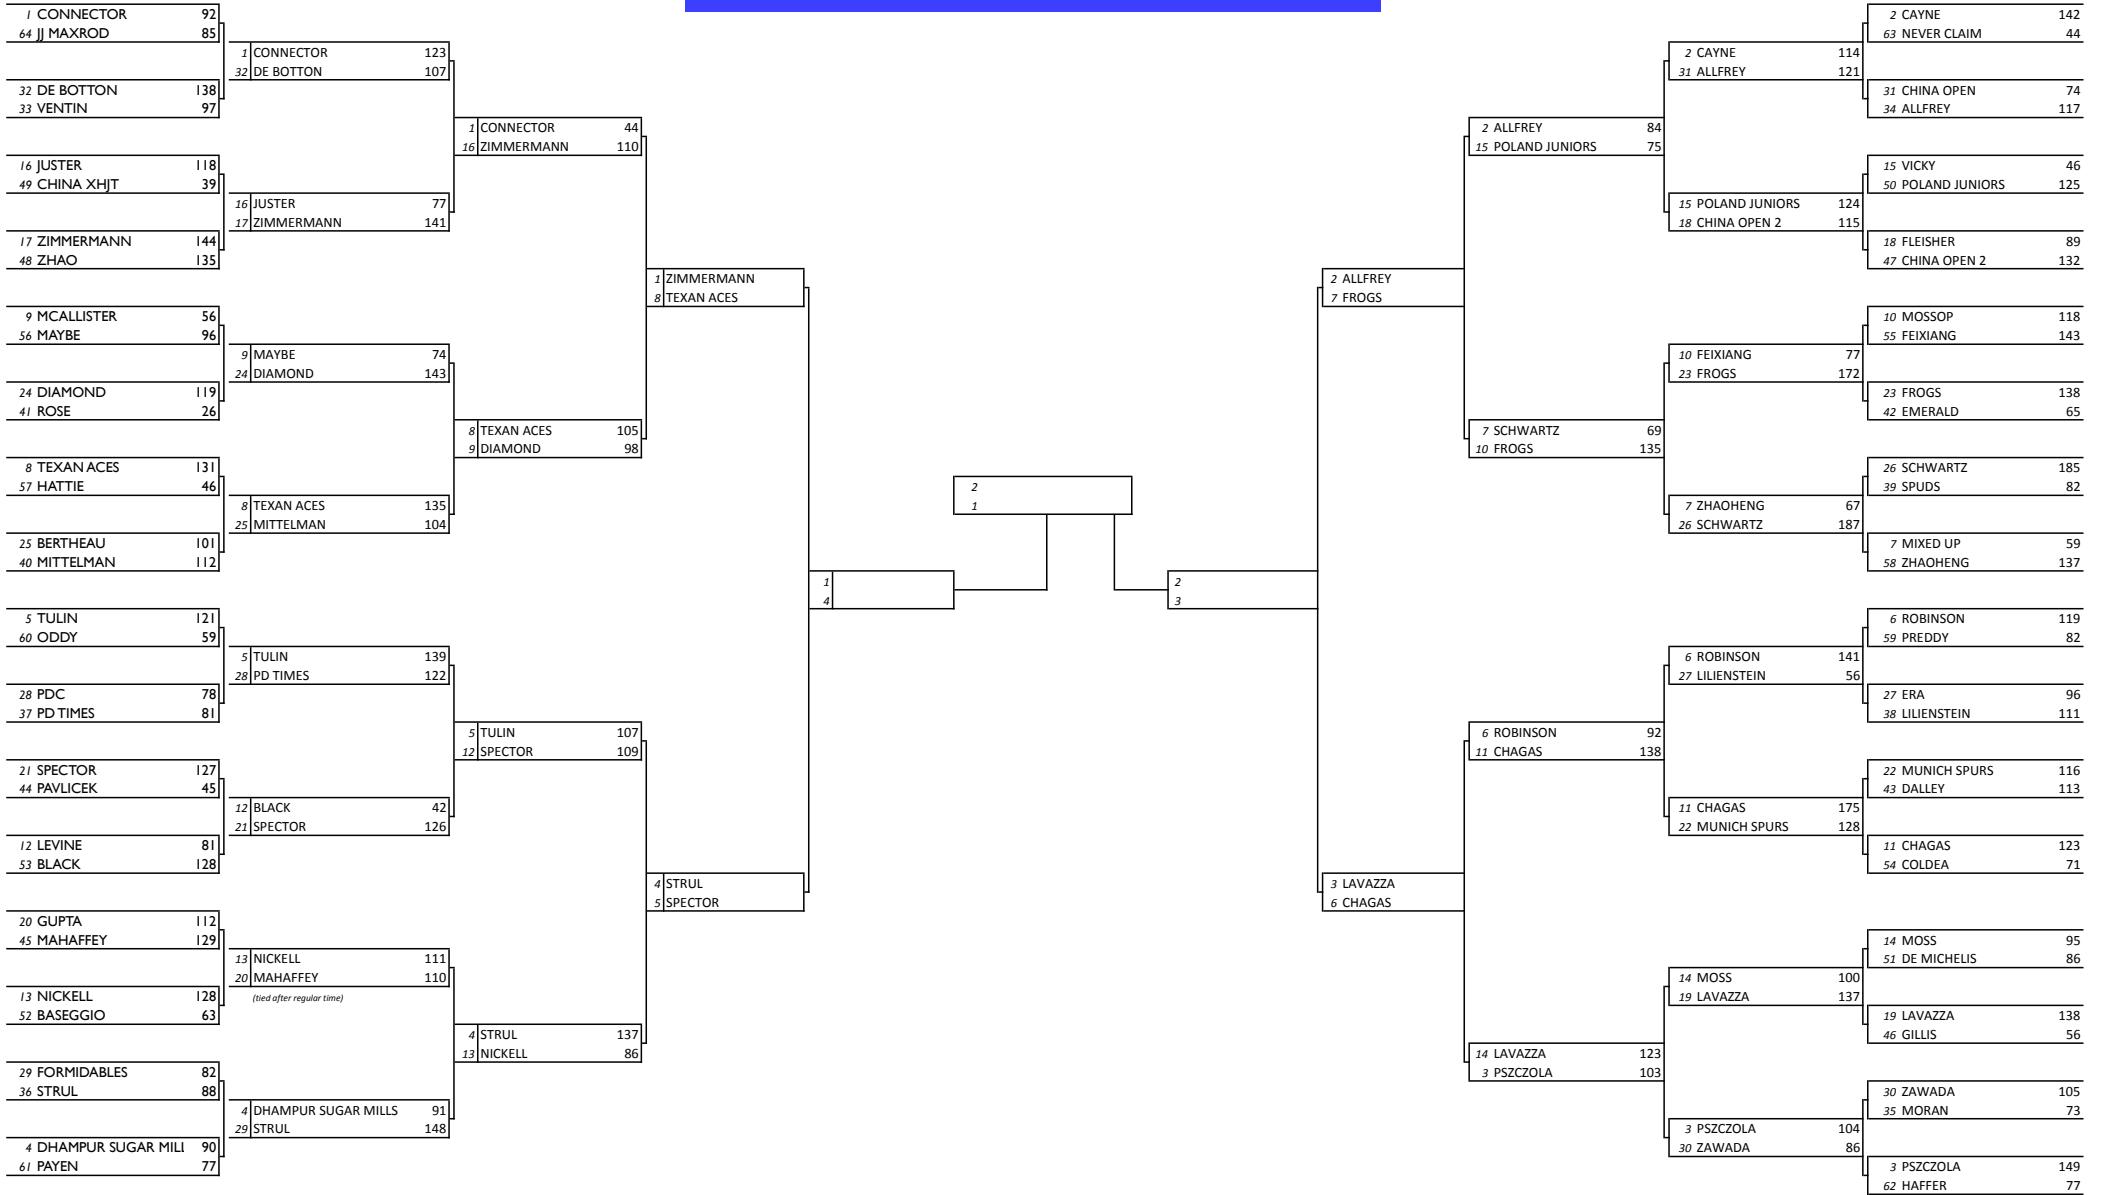 1 CONNECTOR 92
64 JJ MAXROD 85
32 DE BOTTON 138
33 VENTIN 97
16 JUSTER 118
49 CHINA XHJT 39
17 ZIMMERMANN 144
48 ZHAO 135
9 MCALLISTER 56
56 MAYBE 96
24 DIAMOND 119
41 ROSE 26
8 TEXAN ACES 131
57 HATTIE 46
25 BERTHEAU 101
40 MITTELMAN 112
5 TULIN 121
60 ODDY 59
28 PDC 78
37 PD TIMES 81
21 SPECTOR 127
44 PAVLICEK 45
12 LEVINE 81
53 BLACK 128
20 GUPTA 112
45 MAHAFFEY 129
13 NICKELL 128
52 BASEGGIO 63
29 FORMIDABLES 82
36 STRUL 88
4 DHAMPUR SUGAR MILL 90
61 PAYEN 77
1 CONNECTOR 123
32 DE BOTTON 107
16 JUSTER 77
17 ZIMMERMANN 141
9 MAYBE 74
24 DIAMOND 143
8 TEXAN ACES 135
25 MITTELMAN 104
5 TULIN 139
28 PD TIMES 122
12 BLACK 42
21 SPECTOR 126
13 NICKELL 111
20 MAHAFFEY 110
(tied after regular time)
4 DHAMPUR SUGAR MILLS 91
29 STRUL 148
1 CONNECTOR 44
16 ZIMMERMANN 110
8 TEXAN ACES 105
9 DIAMOND 98
5 TULIN 107
12 SPECTOR 109
4 STRUL 137
13 NICKELL 86
1 ZIMMERMANN
8 TEXAN ACES
4 STRUL
5 SPECTOR
1
4
2
1
2
3
2 ALLFREY
7 FROGS
3 LAVAZZA
6 CHAGAS
2 ALLFREY 84
15 POLAND JUNIORS 75
7 SCHWARTZ 69
10 FROGS 135
6 ROBINSON 92
11 CHAGAS 138
14 LAVAZZA 123
3 PSZCZOLA 103
2 CAYNE 114
31 ALLFREY 121
15 POLAND JUNIORS 124
18 CHINA OPEN 2 115
10 FEIXIANG 77
23 FROGS 172
7 ZHAOHENG 67
26 SCHWARTZ 187
6 ROBINSON 141
27 LILIENSTEIN 56
11 CHAGAS 175
22 MUNICH SPURS 128
14 MOSS 100
19 LAVAZZA 137
3 PSZCZOLA 104
30 ZAWADA 86
2 CAYNE 142
63 NEVER CLAIM 44
31 CHINA OPEN 74
34 ALLFREY 117
15 VICKY 46
50 POLAND JUNIORS 125
18 FLEISHER 89
47 CHINA OPEN 2 132
10 MOSSOP 118
55 FEIXIANG 143
23 FROGS 138
42 EMERALD 65
26 SCHWARTZ 185
39 SPUDS 82
7 MIXED UP 59
58 ZHAOHENG 137
6 ROBINSON 119
59 PREDDY 82
27 ERA 96
38 LILIENSTEIN 111
22 MUNICH SPURS 116
43 DALLEY 113
11 CHAGAS 123
54 COLDEA 71
14 MOSS 95
51 DE MICHELIS 86
19 LAVAZZA 138
46 GILLIS 56
30 ZAWADA 105
35 MORAN 73
3 PSZCZOLA 149
62 HAFFER 77